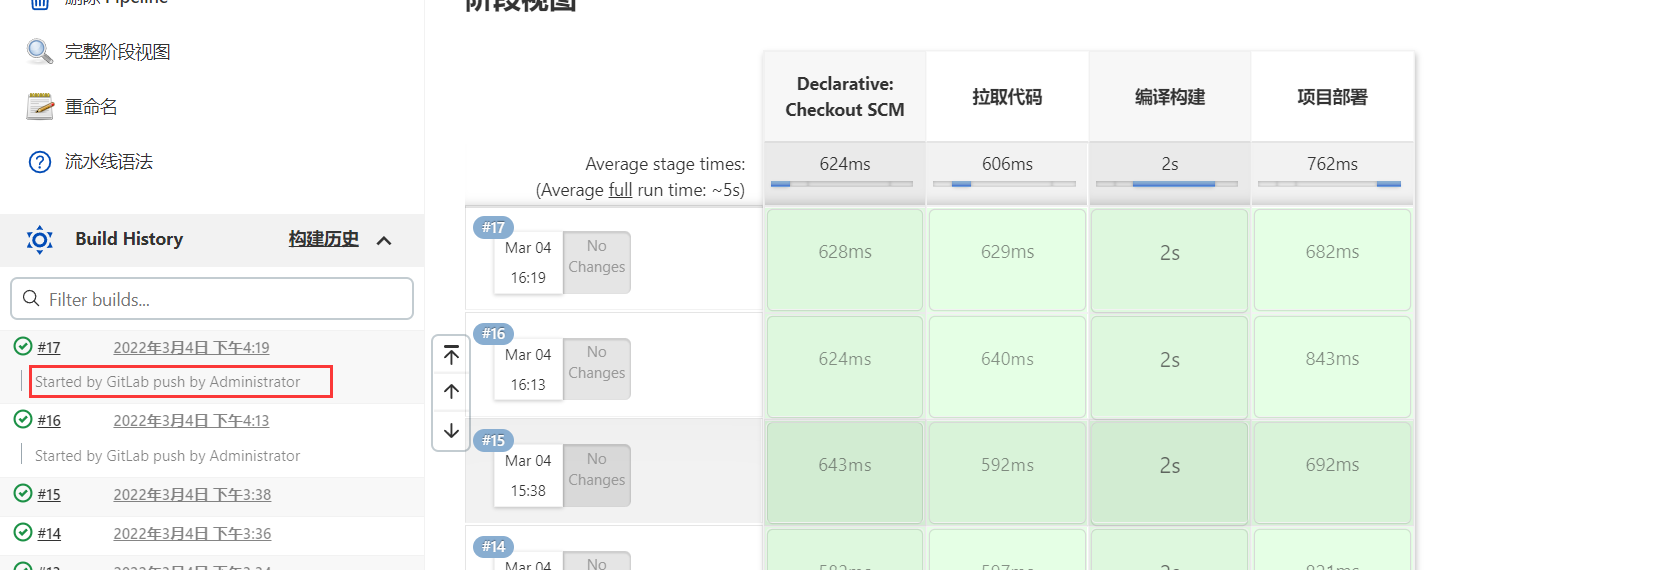 删除 Pipeline
完整阶段视图
重命名
流水线语法
Build History
构建历史
Filter builds...
#17
2022年3月4日 下午4:19
Started by GitLab push by Administrator
#16
2022年3月4日 下午4:13
Started by GitLab push by Administrator
#15
2022年3月4日 下午3:38
#14
2022年3月4日 下午3:36
阶段视图
Declarative:
Checkout SCM
拉取代码
编译构建
项目部署
Average stage times:
(Average full run time: ~5s)
624ms
606ms
2s
762ms
#17
Mar 04
16:19
No
Changes
628ms
629ms
2s
682ms
#16
Mar 04
16:13
No
Changes
624ms
640ms
2s
843ms
#15
Mar 04
15:38
No
Changes
643ms
592ms
2s
692ms
#14
Mar 04
No